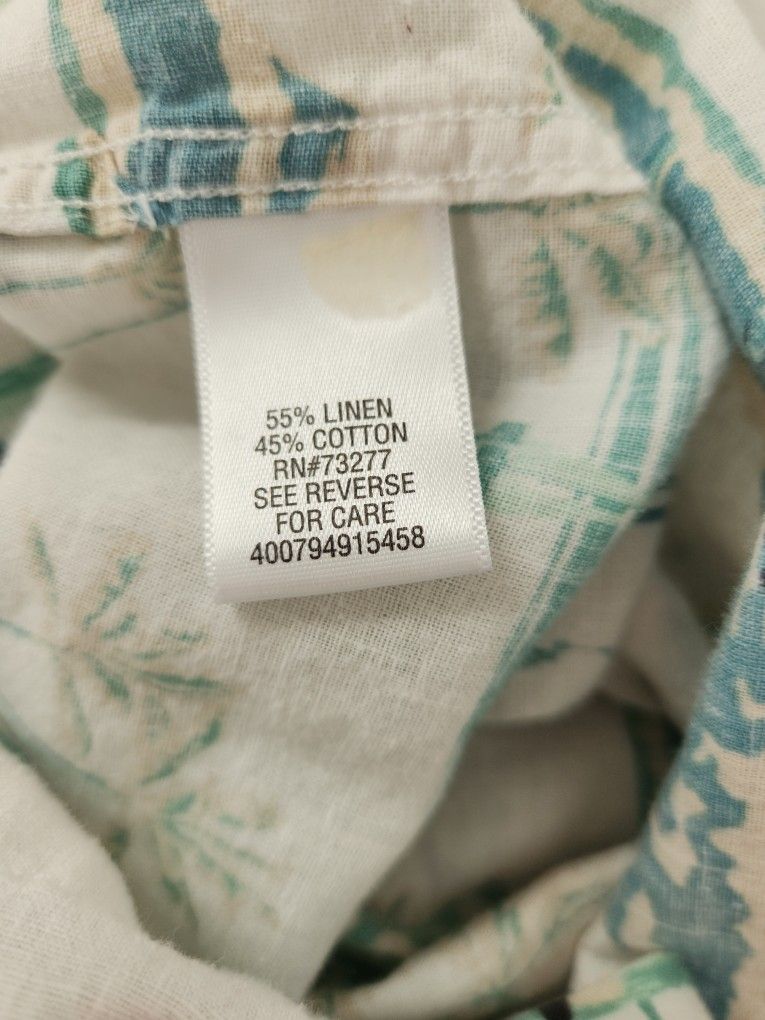 55% LINEN
45% COTTON
RN#73277
SEE REVERSE
FOR CARE
400794915458